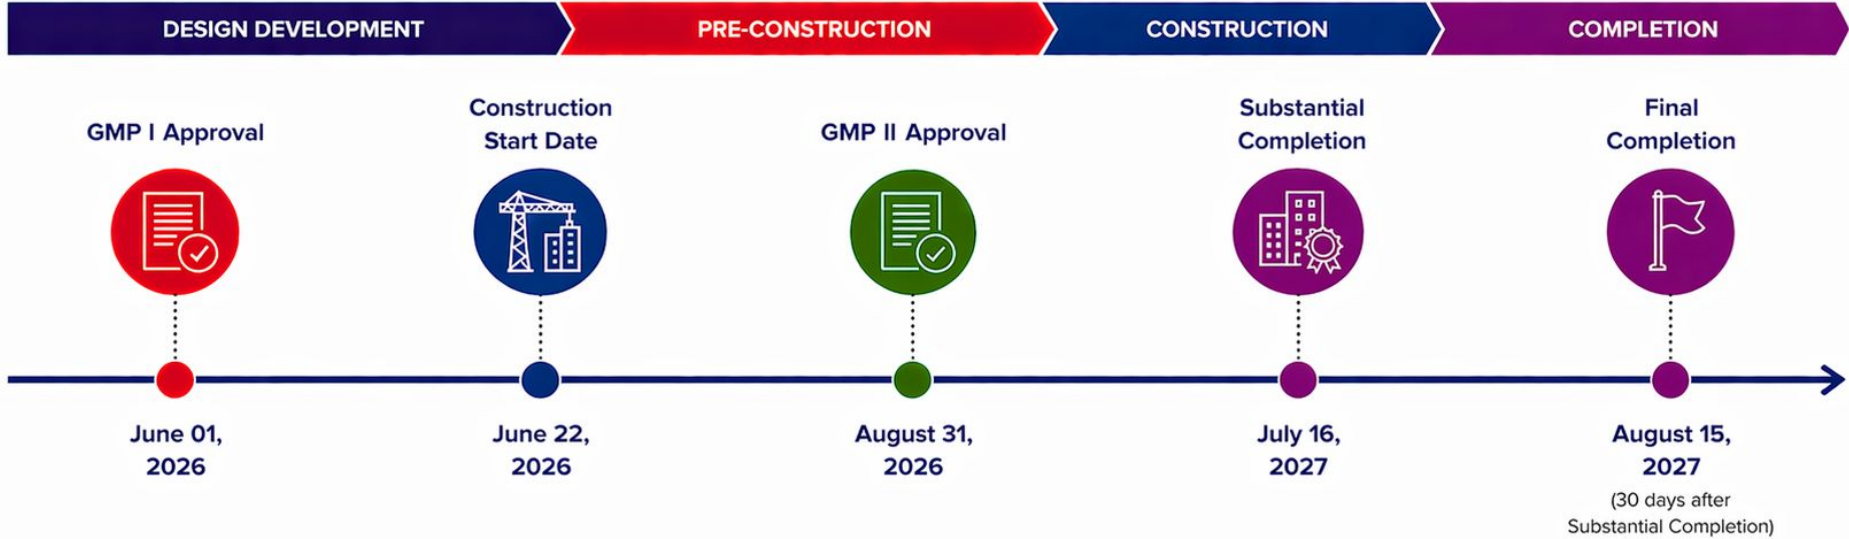 DESIGN DEVELOPMENT
PRE-CONSTRUCTION
CONSTRUCTION
COMPLETION
GMP I Approval
Construction
Start Date
GMP II Approval
Substantial
Completion
Final
Completion
June 01,
2026
June 22,
2026
August 31,
2026
July 16,
2027
August 15,
2027
(30 days after
Substantial Completion)